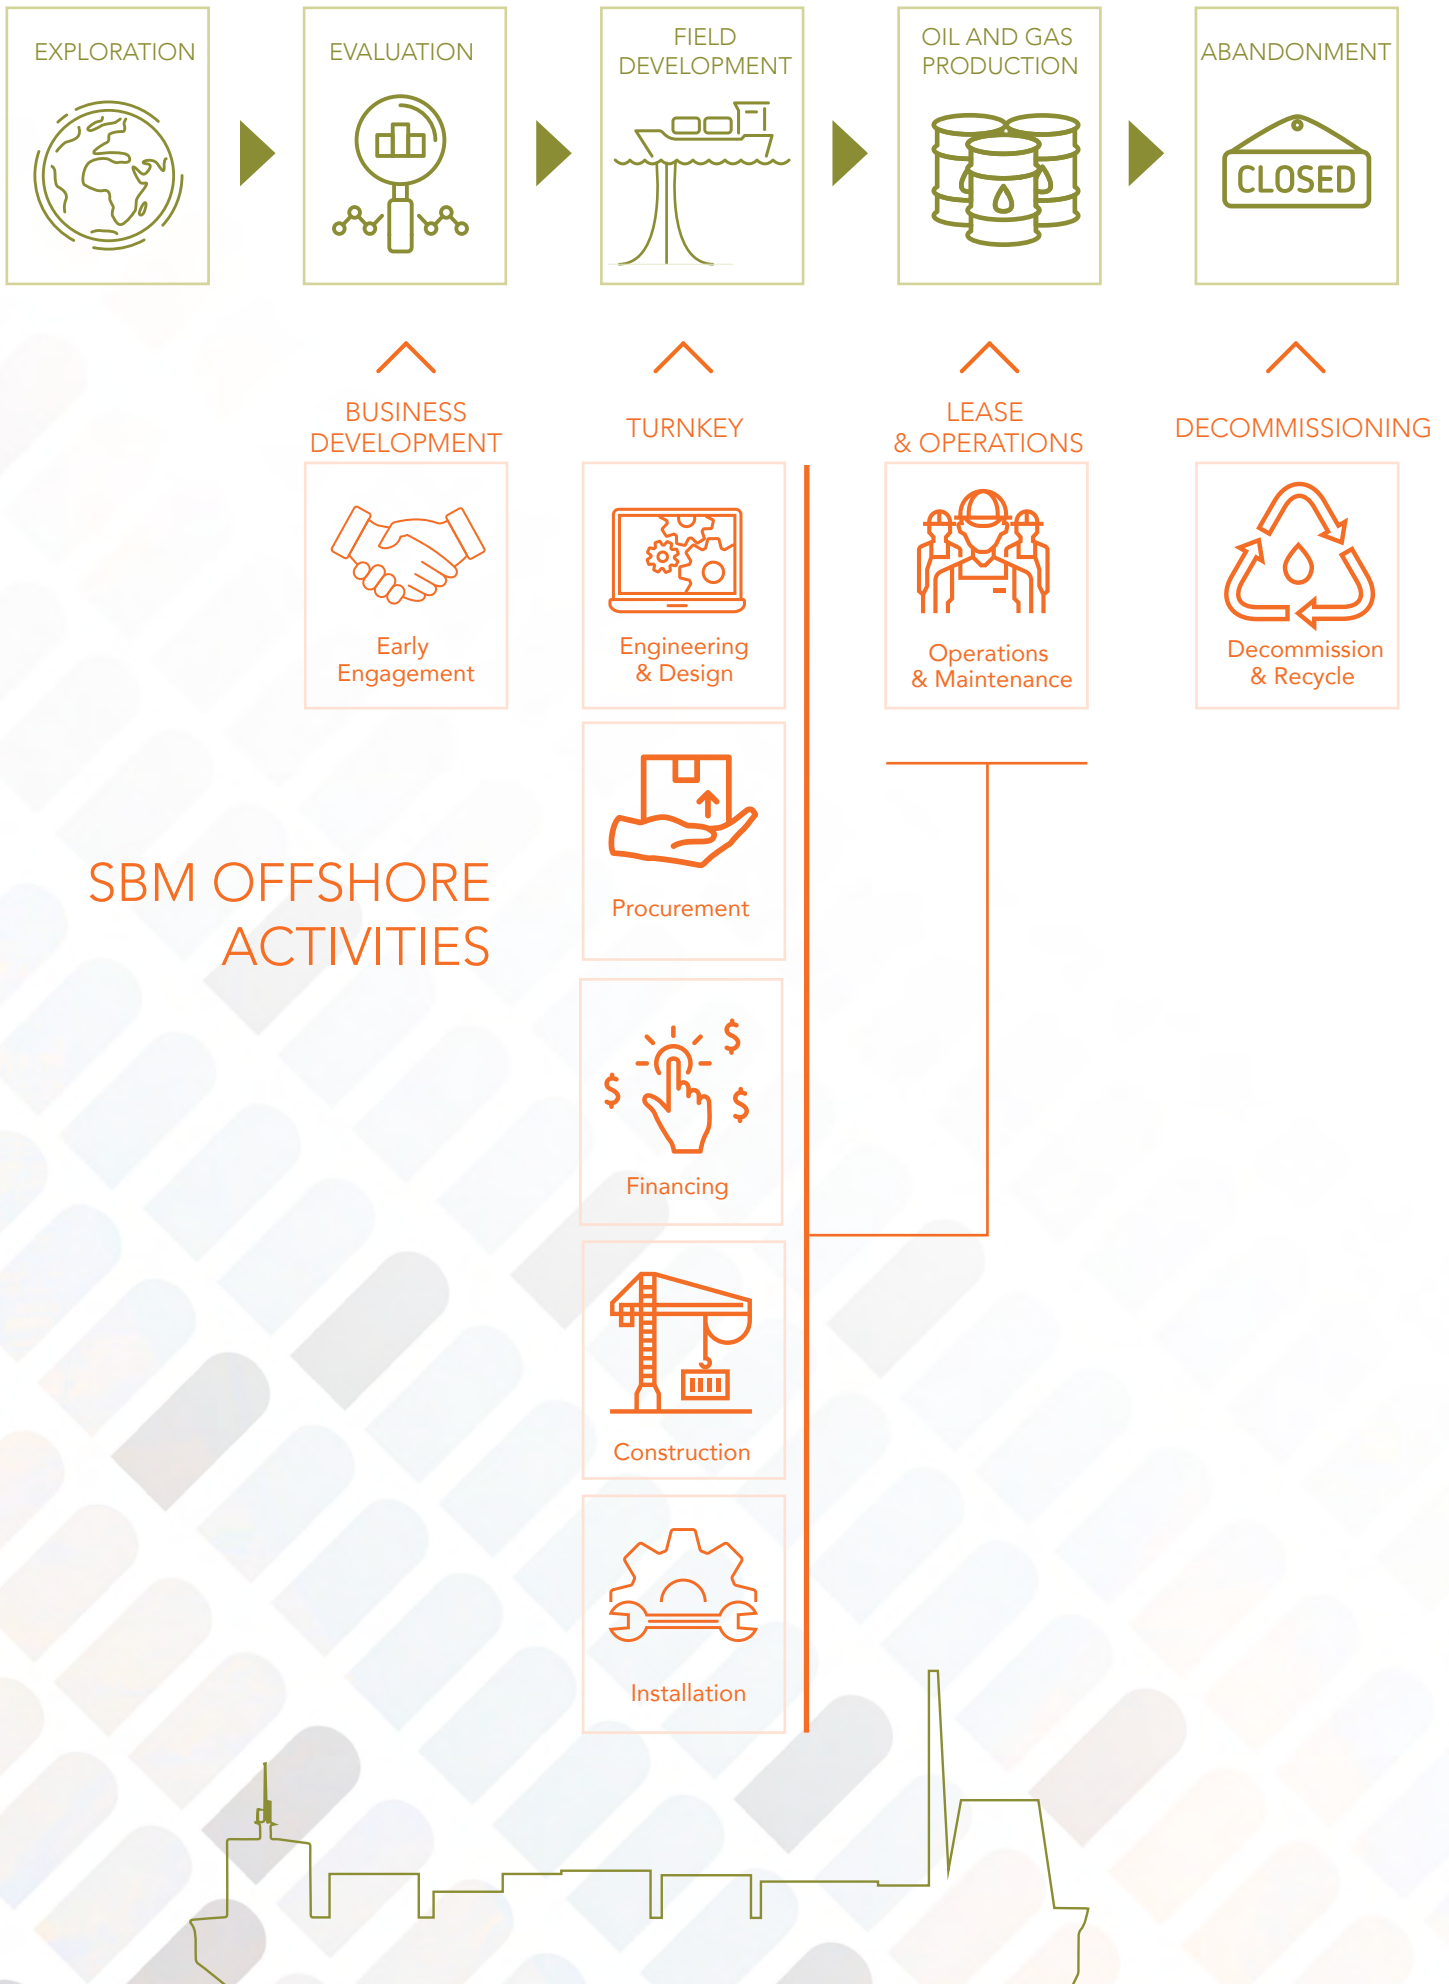 EXPLORATION
EVALUATION
FIELD
DEVELOPMENT
OIL AND GAS
PRODUCTION
ABANDONMENT
CLOSED
BUSINESS
DEVELOPMENT
TURNKEY
LEASE
& OPERATIONS
DECOMMISSIONING
Early
Engagement
Engineering
& Design
Operations
& Maintenance
Decommission
& Recycle
SBM OFFSHORE
ACTIVITIES
Procurement
$
$
$
Financing
Construction
Installation